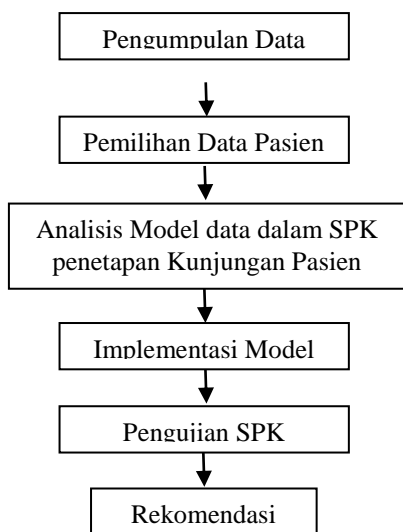 Pengumpulan Data
Pemilihan Data Pasien
Analisis Model data dalam SPK
penetapan Kunjungan Pasien
Implementasi Model
Pengujian SPK
Rekomendasi